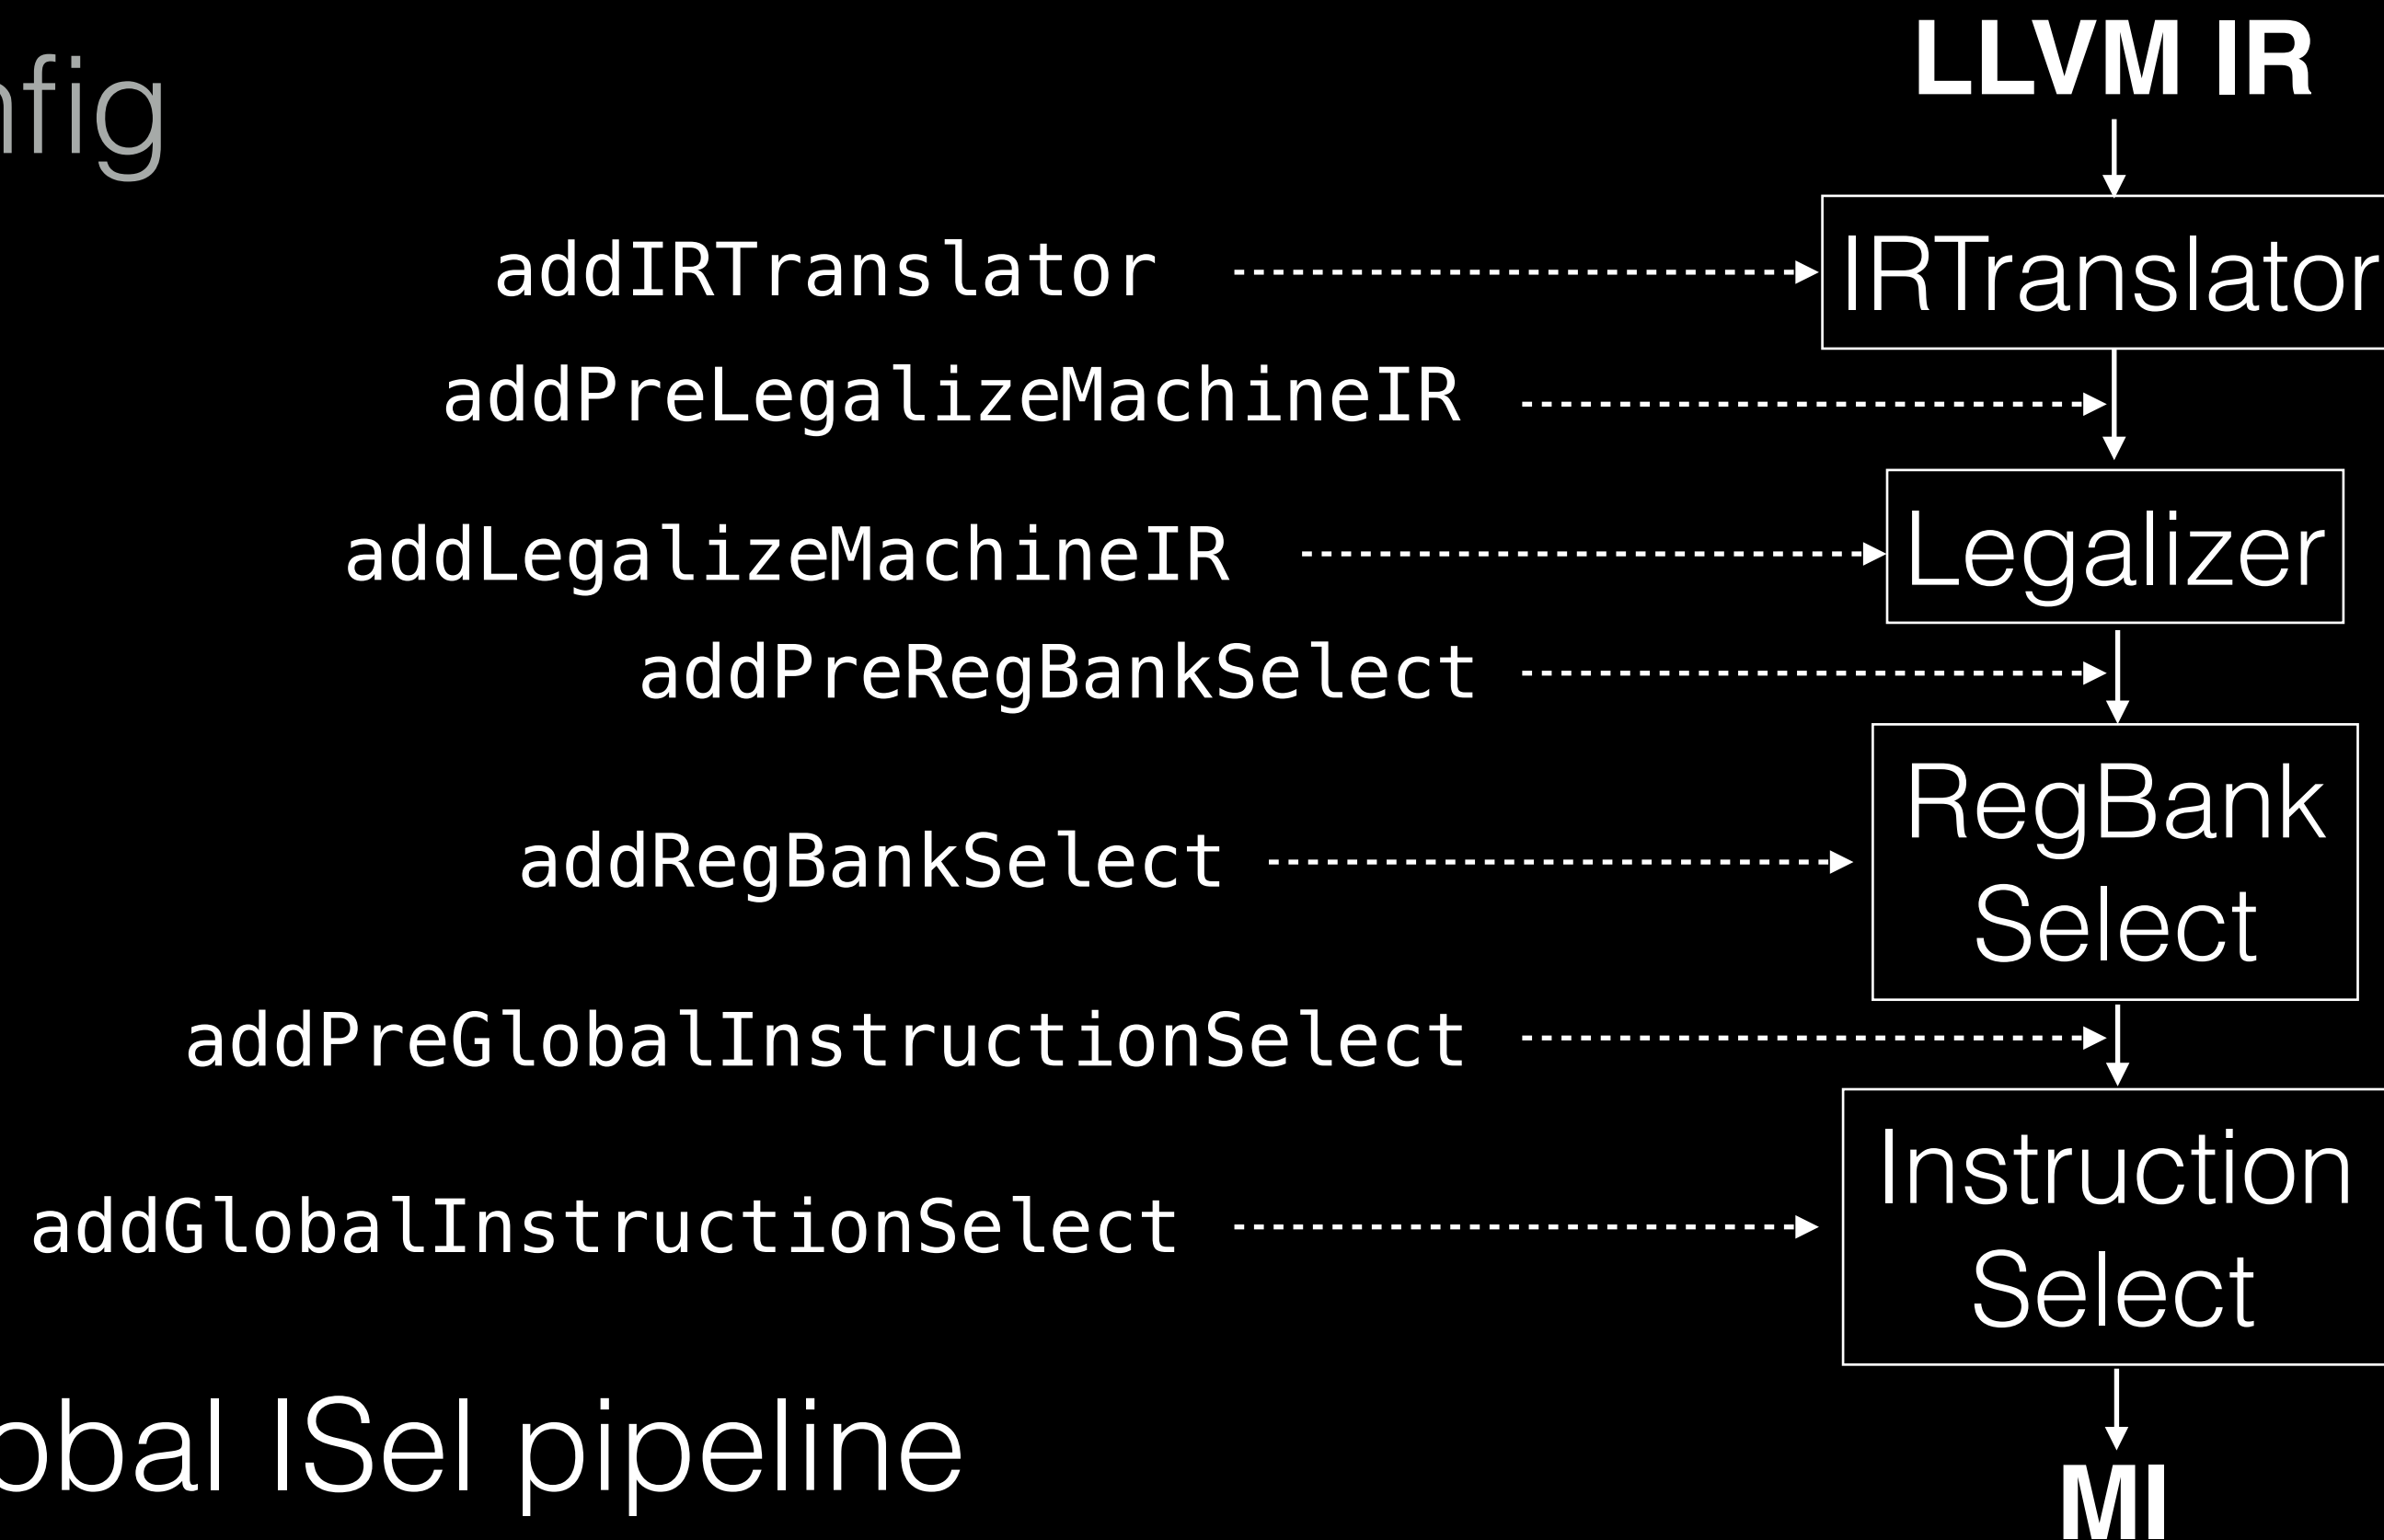 nfig
LLVM IR
addIRTranslator
IRTranslator
addPreLegalizeMachineIR
addLegalizeMachineIR
Legalizer
addPreRegBankSelect
addRegBankSelect
RegBank
Select
addPreGlobalInstructionSelect
addGlobalInstructionSelect
Instruction
Select
obal ISel pipeline
MI